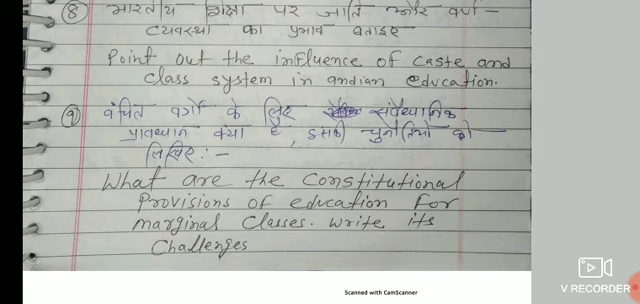 ⑧ भारतीय शिक्षा पर जाति और वर्ग -
व्यवस्था का प्रभाव बताइए
Point out the influence of caste and
class system in indian education.
⑨ वंचित वर्गों के लिए संवैधानिक
प्रावधान क्या है, इसकी चुनौतियों को
लिखिए :-
What are the Constitutional
Provisions of education for
marginal classes. Write its
Challenges
Scanned with CamScanner
V RECORDER